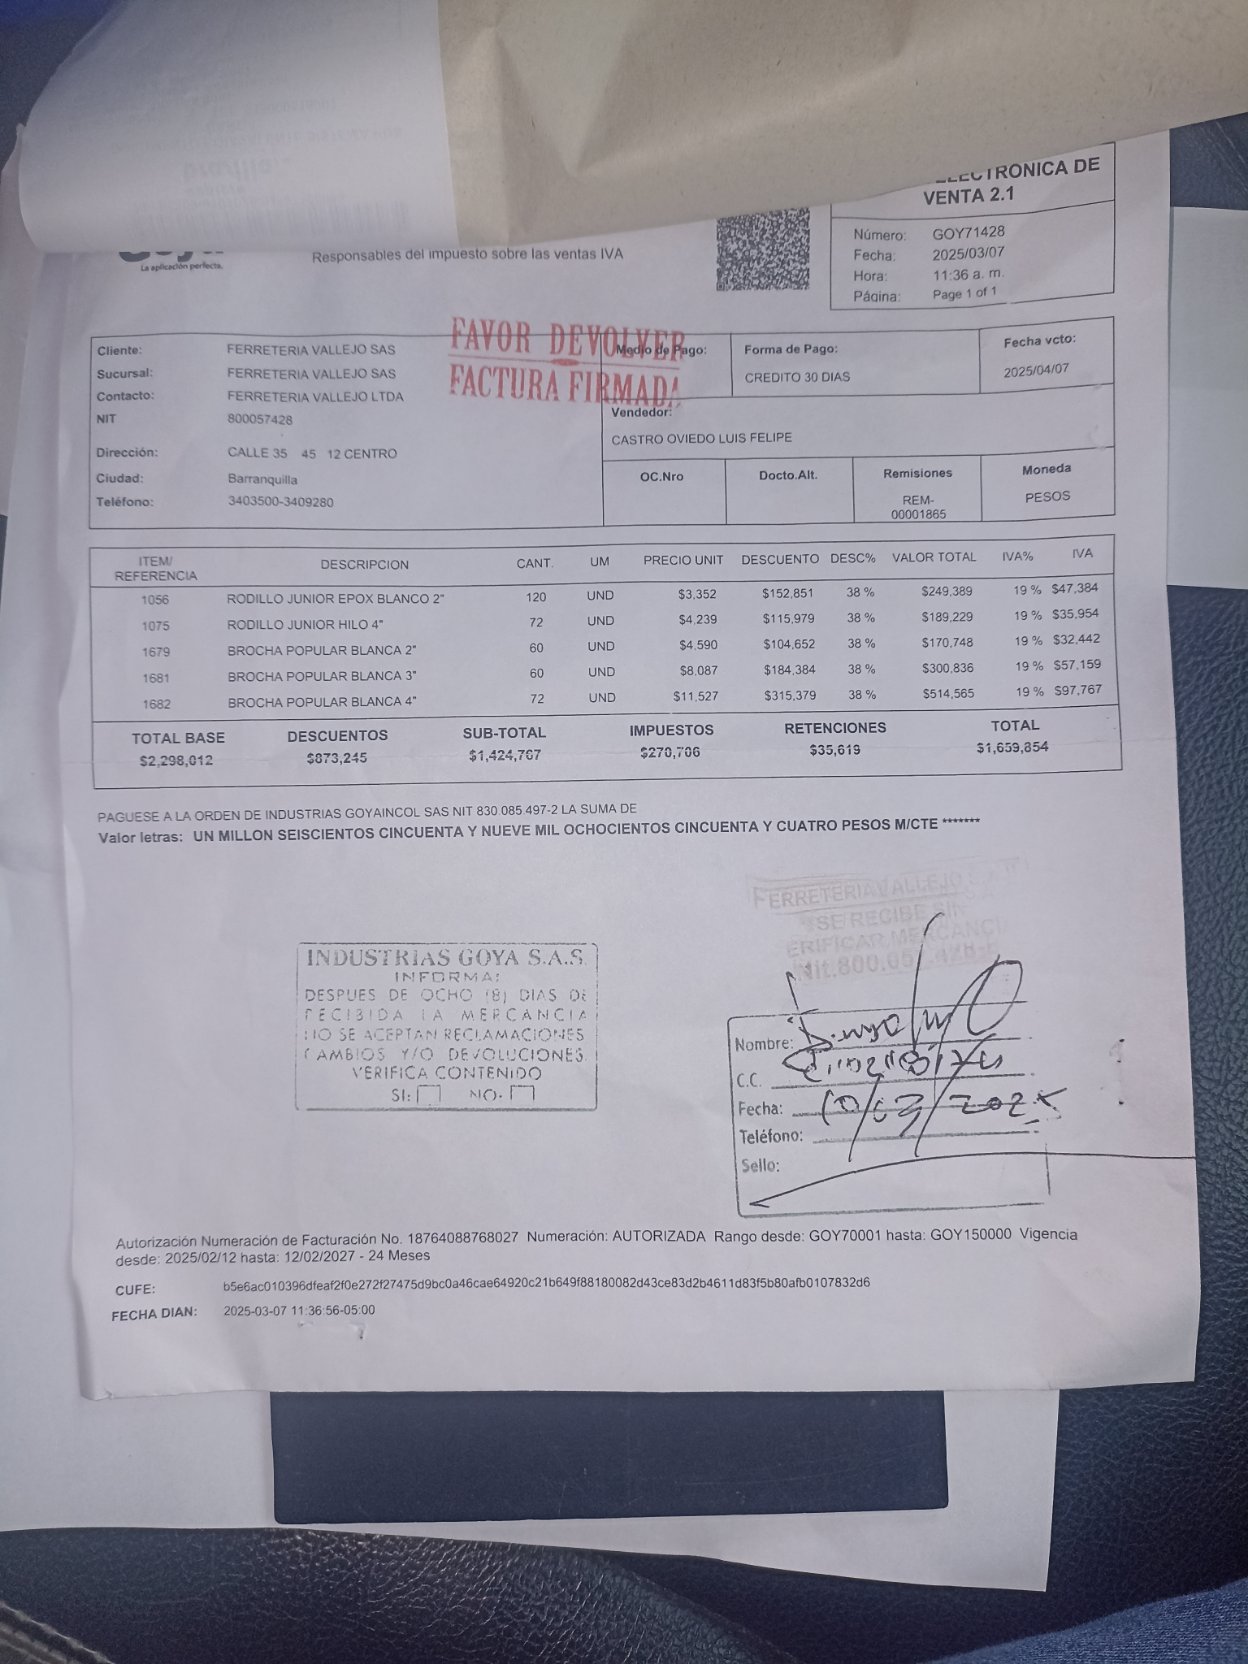 ELECTRONICA DE
VENTA 2.1
Número: GOY71428
Fecha: 2025/03/07
Hora: 11:36 a. m.
Página: Page 1 of 1
La aplicación perfecta.
Responsables del impuesto sobre las ventas IVA
FAVOR DEVOLVER
FACTURA FIRMADA
Cliente: FERRETERIA VALLEJO SAS
Sucursal: FERRETERIA VALLEJO SAS
Contacto: FERRETERIA VALLEJO LTDA
NIT 800057428
Dirección: CALLE 35 45 12 CENTRO
Ciudad: Barranquilla
Teléfono: 3403500-3409280
Medio de Pago:
Forma de Pago:
CREDITO 30 DIAS
Fecha vcto:
2025/04/07
Vendedor:
CASTRO OVIEDO LUIS FELIPE
OC.Nro Docto.Alt. Remisiones Moneda
REM-
00001865
PESOS
ITEM/
REFERENCIA DESCRIPCION CANT. UM PRECIO UNIT DESCUENTO DESC% VALOR TOTAL IVA% IVA
1056 RODILLO JUNIOR EPOX BLANCO 2" 120 UND $3,352 $152,851 38 % $249,389 19 % $47,384
1075 RODILLO JUNIOR HILO 4" 72 UND $4,239 $115,979 38 % $189,229 19 % $35,954
1679 BROCHA POPULAR BLANCA 2" 60 UND $4,590 $104,652 38 % $170,748 19 % $32,442
1681 BROCHA POPULAR BLANCA 3" 60 UND $8,087 $184,384 38 % $300,836 19 % $57,159
1682 BROCHA POPULAR BLANCA 4" 72 UND $11,527 $315,379 38 % $514,565 19 % $97,767
TOTAL BASE DESCUENTOS SUB-TOTAL IMPUESTOS RETENCIONES TOTAL
$2,298,012 $873,245 $1,424,767 $270,706 $35,619 $1,659,854
PAGUESE A LA ORDEN DE INDUSTRIAS GOYAINCOL SAS NIT 830.085.497-2 LA SUMA DE
Valor letras: UN MILLON SEISCIENTOS CINCUENTA Y NUEVE MIL OCHOCIENTOS CINCUENTA Y CUATRO PESOS M/CTE *******
FERRETERIA VALLEJO
SE RECIBE SIN
ERIFICAR MERCANCI
Nit.800.057.428-
INDUSTRIAS GOYA S.A.S.
INFORMA:
DESPUES DE OCHO (8) DIAS DE
RECIBIDA LA MERCANCIA
NO SE ACEPTAN RECLAMACIONES
CAMBIOS Y/O DEVOLUCIONES.
VERIFICA CONTENIDO
SI: NO:
Nombre:
C.C.
Fecha: 10/03/2025
Teléfono:
Sello:
Autorización Numeración de Facturación No. 18764088768027 Numeración: AUTORIZADA Rango desde: GOY70001 hasta: GOY150000 Vigencia
desde: 2025/02/12 hasta: 12/02/2027 - 24 Meses
CUFE: b5e6ac010396dfeaf2f0e272f27475d9bc0a46cae64920c21b649f88180082d43ce83d2b4611d83f5b80afb0107832d6
FECHA DIAN: 2025-03-07 11:36:56-05:00